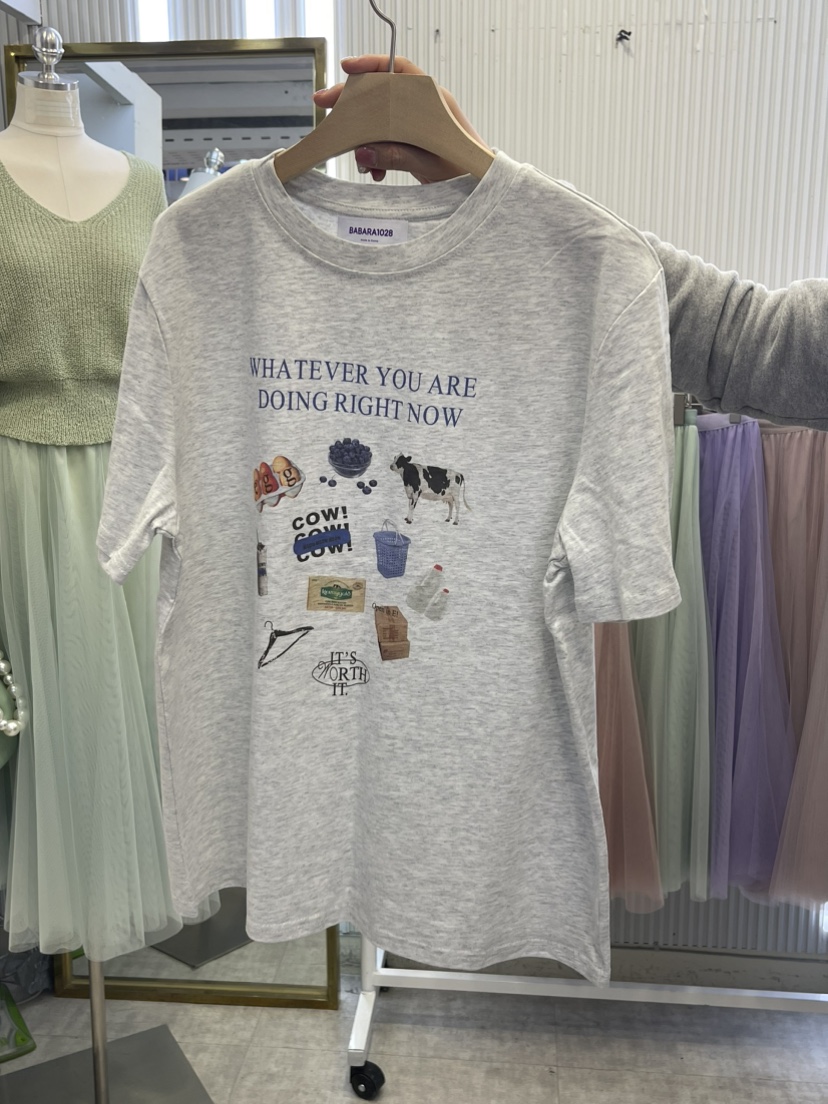 BABARA1028
WHATEVER YOU ARE
DOING RIGHT NOW
g g
COW!
COW!
COW!
IT'S
WORTH
IT.